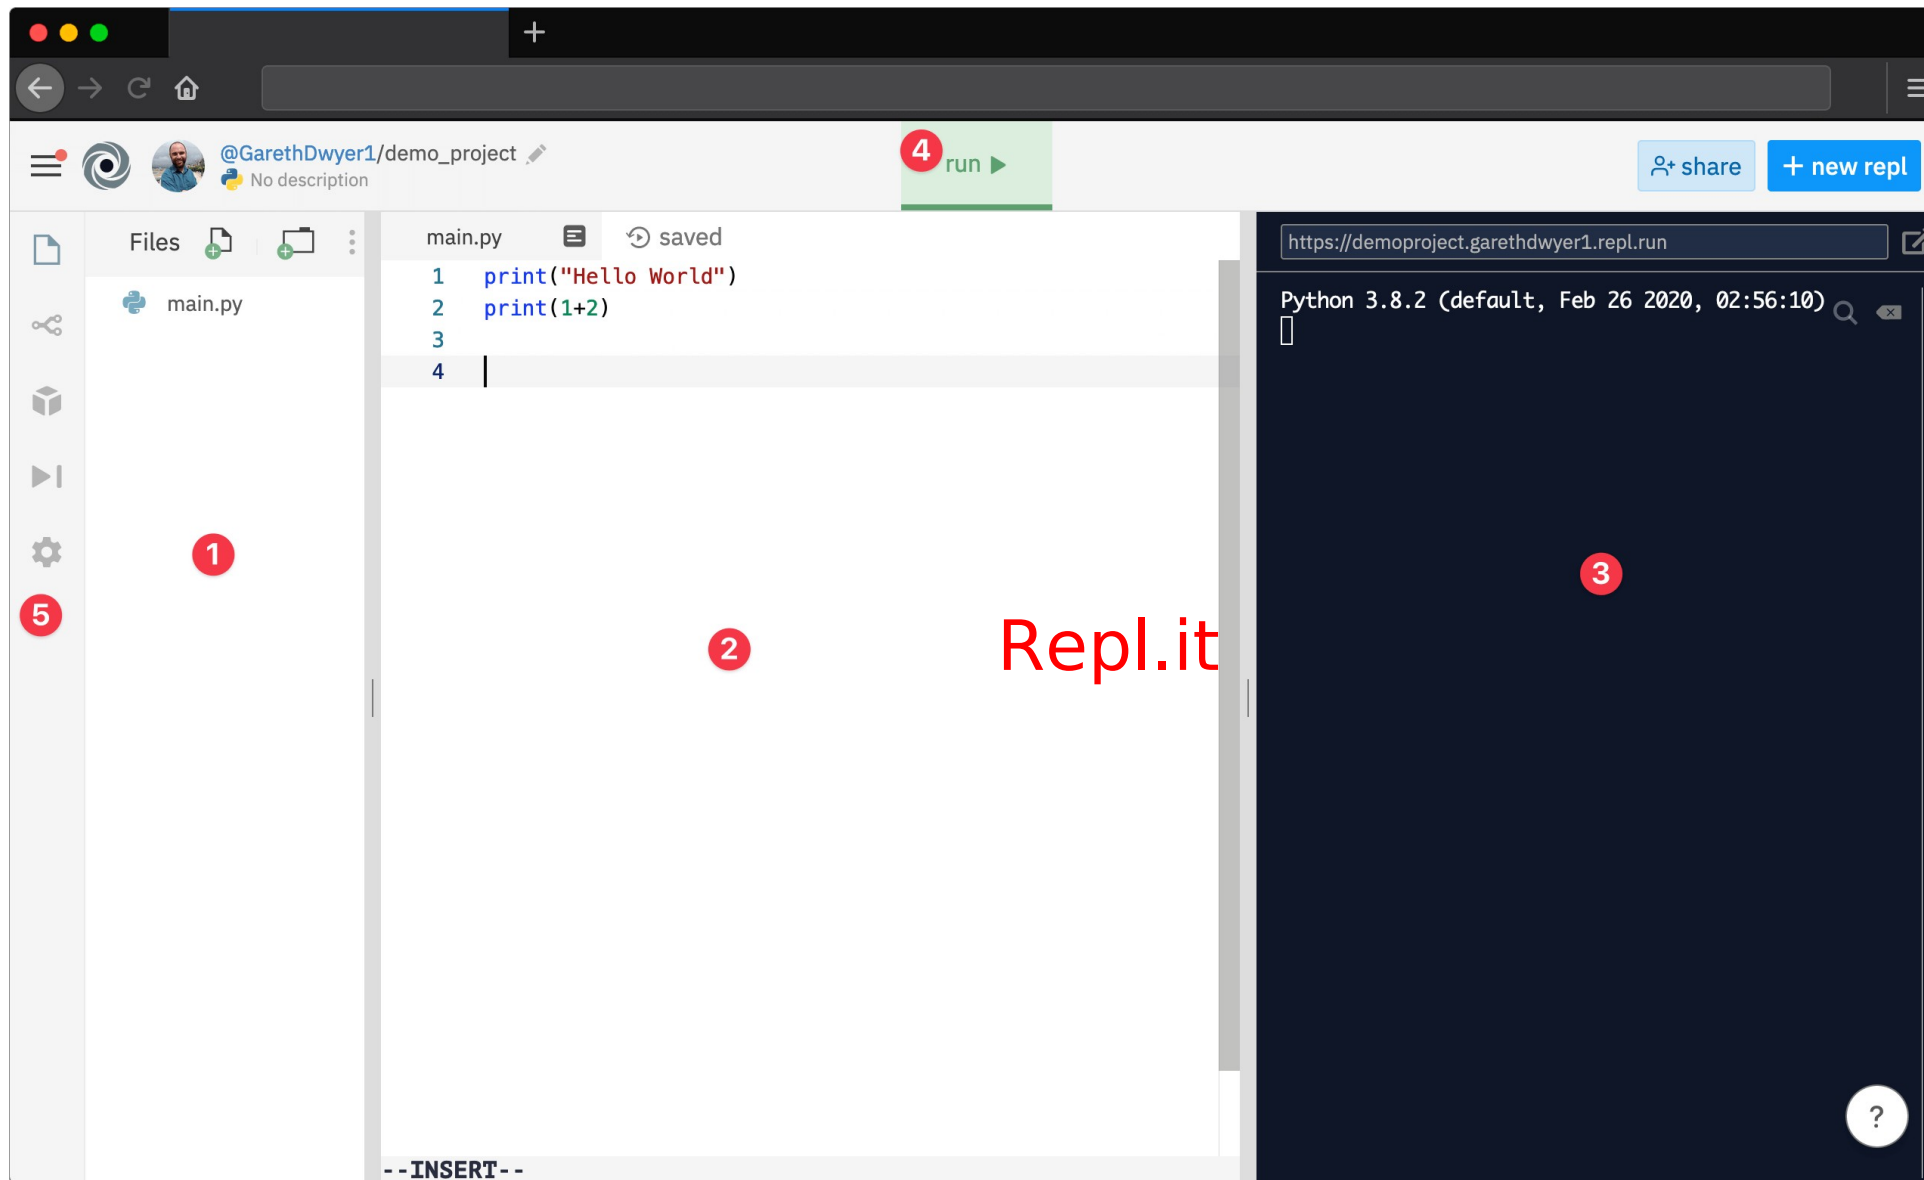 @GarethDwyer1/demo_project
No description
4
run
share
+ new repl
Files
main.py
saved
https://demoproject.garethdwyer1.repl.run
main.py
1 print("Hello World")
2 print(1+2)
3
4
Python 3.8.2 (default, Feb 26 2020, 02:56:10)
1
5
2
3
Repl.it
?
--INSERT--